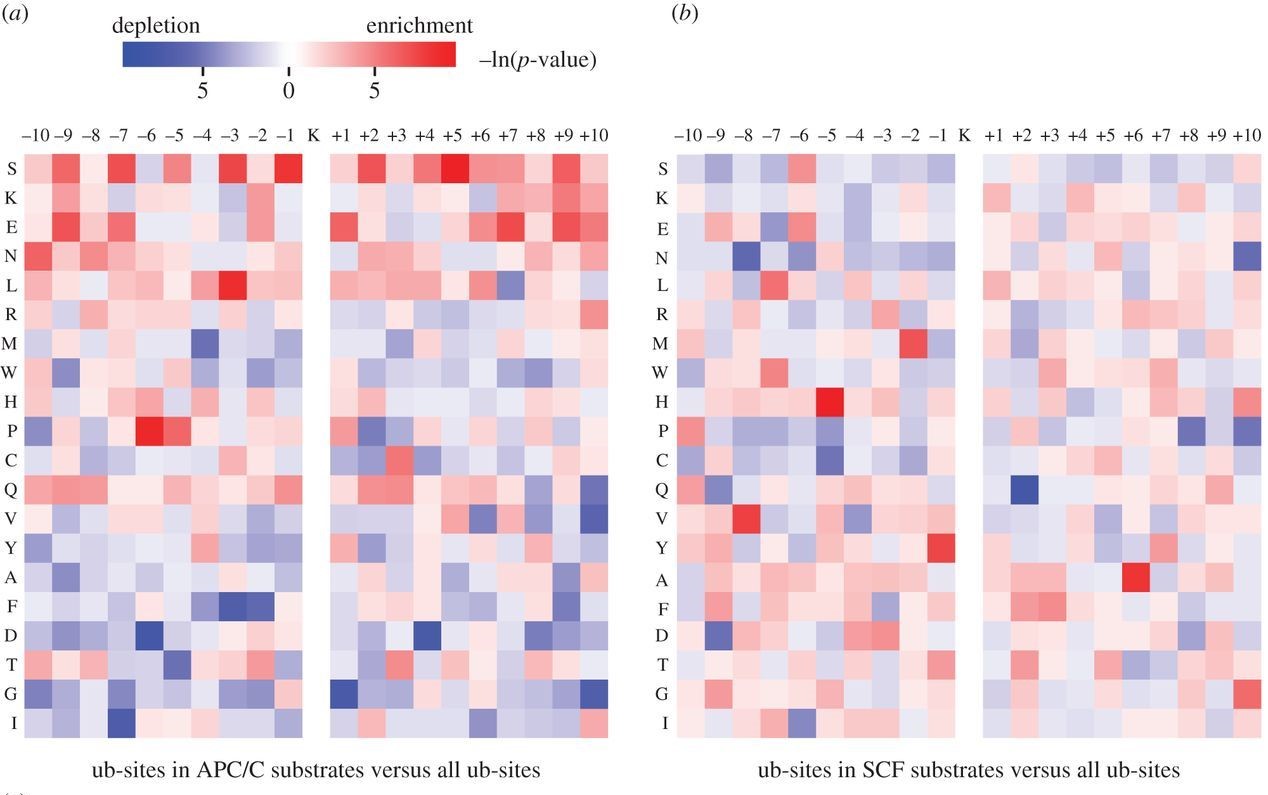 (a)
depletion enrichment
–ln(p-value)
5 0 5
–10 –9 –8 –7 –6 –5 –4 –3 –2 –1 K +1 +2 +3 +4 +5 +6 +7 +8 +9 +10
S
K
E
N
L
R
M
W
H
P
C
Q
V
Y
A
F
D
T
G
I
ub-sites in APC/C substrates versus all ub-sites
(b)
–10 –9 –8 –7 –6 –5 –4 –3 –2 –1 K +1 +2 +3 +4 +5 +6 +7 +8 +9 +10
S
K
E
N
L
R
M
W
H
P
C
Q
V
Y
A
F
D
T
G
I
ub-sites in SCF substrates versus all ub-sites